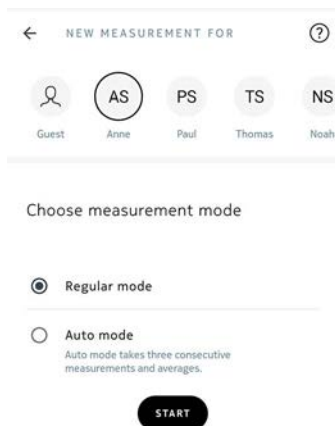 NEW MEASUREMENT FOR ?
AS PS TS NS
Guest Anne Paul Thomas Noah
Choose measurement mode
Regular mode
Auto mode
Auto mode takes three consecutive
measurements and averages.
START